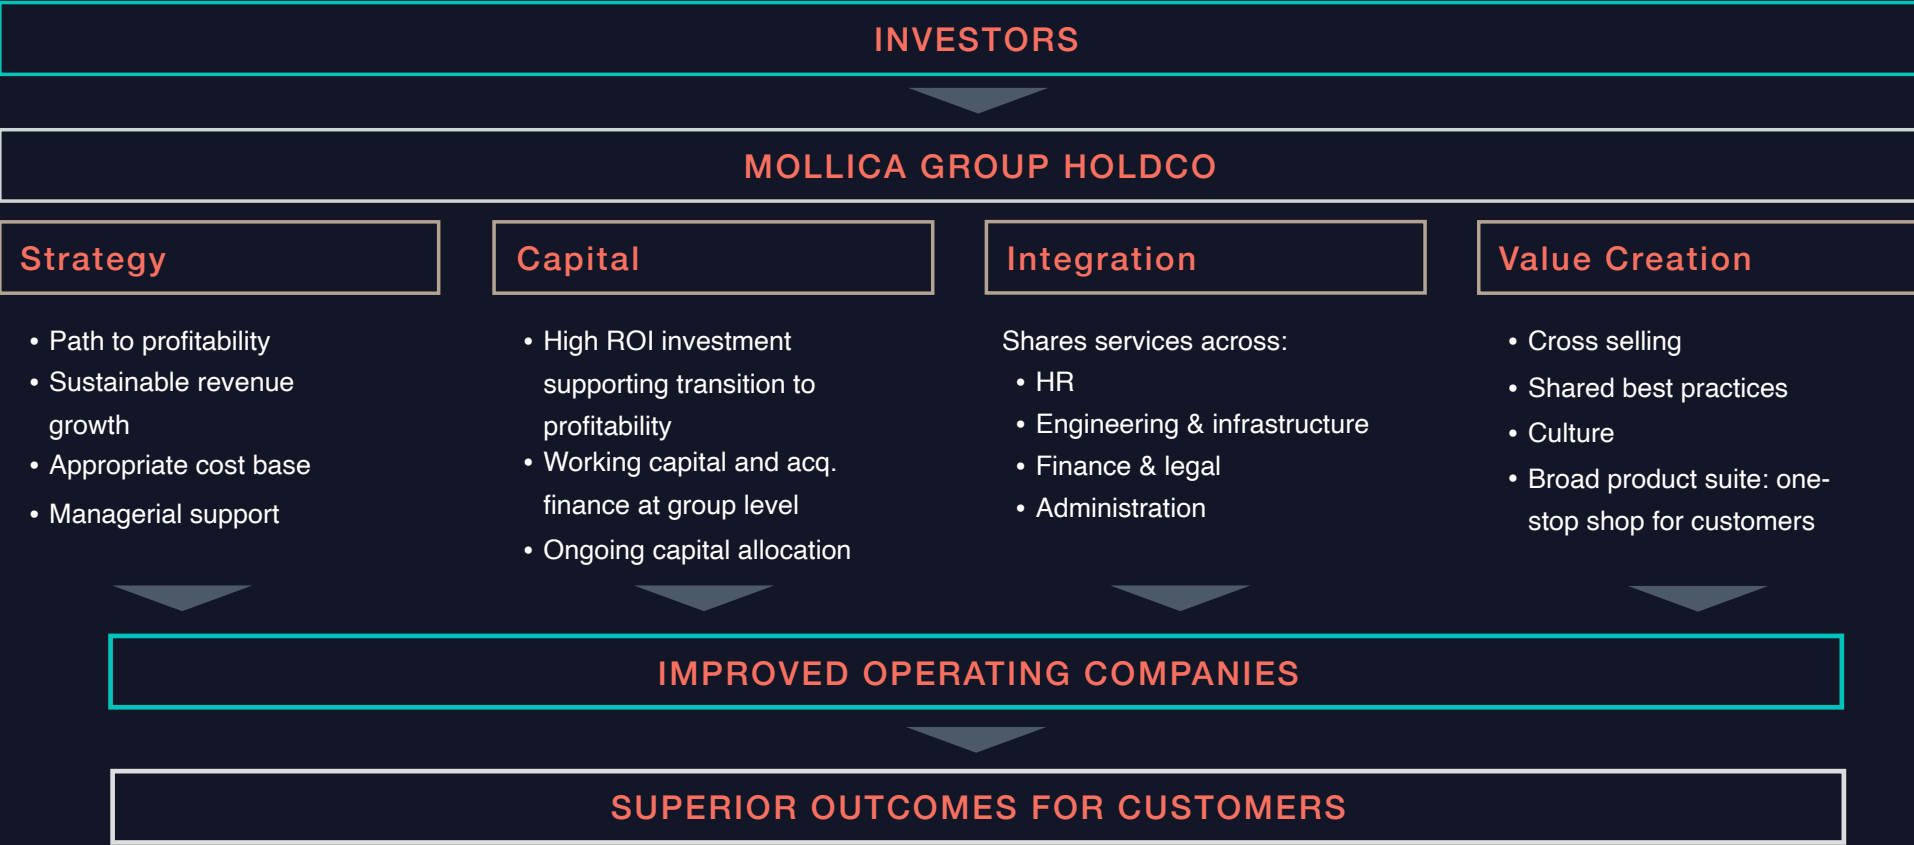 INVESTORS
MOLLICA GROUP HOLDCO
Strategy
• Path to profitability
• Sustainable revenue
growth
• Appropriate cost base
• Managerial support
Capital
• High ROI investment
supporting transition to
profitability
• Working capital and acq.
finance at group level
• Ongoing capital allocation
Integration
Shares services across:
• HR
• Engineering & infrastructure
• Finance & legal
• Administration
Value Creation
• Cross selling
• Shared best practices
• Culture
• Broad product suite: one-
stop shop for customers
IMPROVED OPERATING COMPANIES
SUPERIOR OUTCOMES FOR CUSTOMERS